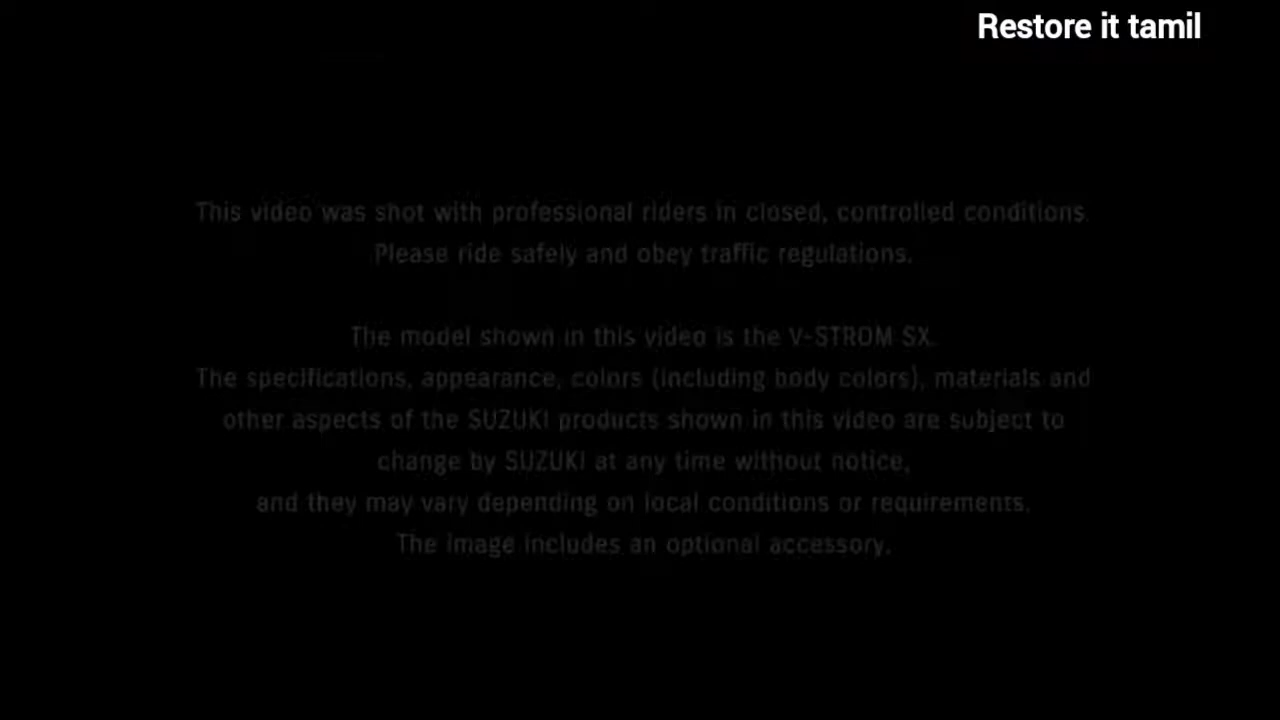 Restore it tamil
This video was shot with professional riders in closed, controlled conditions.
Please ride safely and obey traffic regulations.
The model shown in this video is the V-STROM SX.
The specifications, appearance, colors (including body colors), materials and
other aspects of the SUZUKI products shown in this video are subject to
change by SUZUKI at any time without notice,
and they may vary depending on local conditions or requirements.
The image includes an optional accessory.